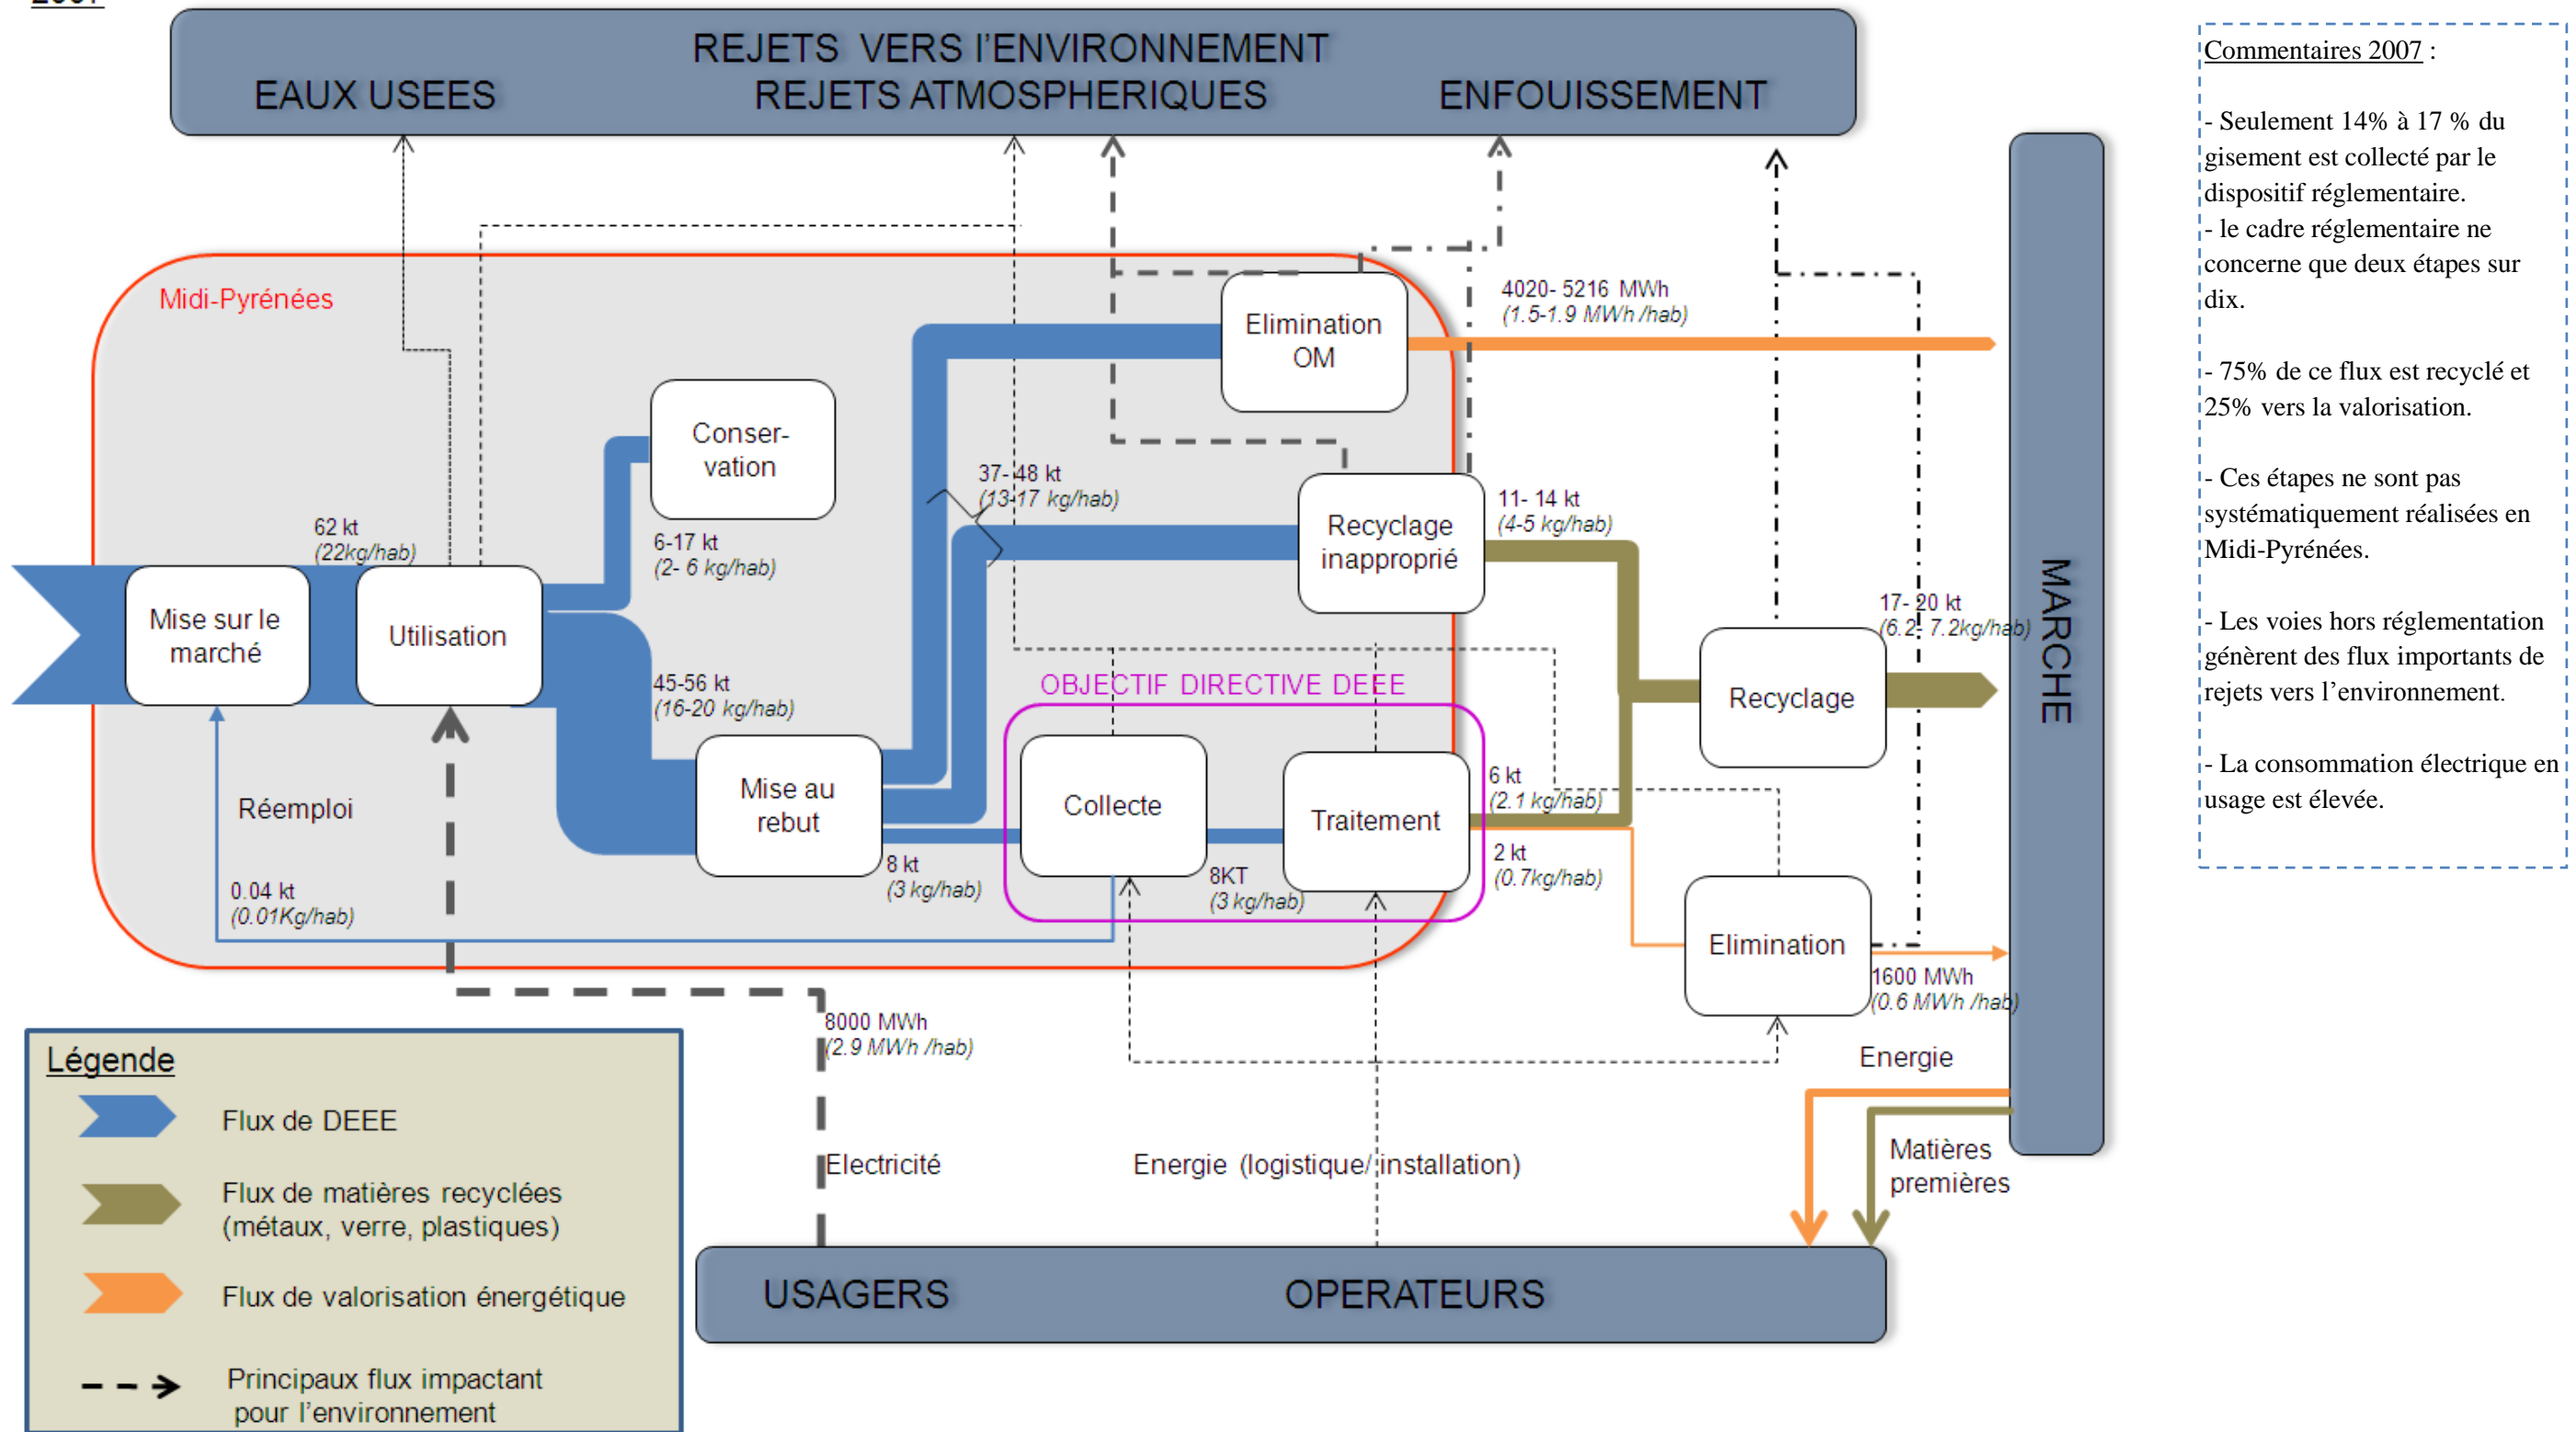 2007
REJETS VERS l'ENVIRONNEMENT
EAUX USEES
REJETS ATMOSPHERIQUES
ENFOUISSEMENT
Midi-Pyrénées
Elimination
OM
4020- 5216 MWh
(1.5-1.9 MWh /hab)
Conser-
vation
6-17 kt
(2- 6 kg/hab)
37- 48 kt
(13-17 kg/hab)
Recyclage
inapproprié
11- 14 kt
(4-5 kg/hab)
62 kt
(22kg/hab)
Mise sur le
marché
Utilisation
45-56 kt
(16-20 kg/hab)
OBJECTIF DIRECTIVE DEEE
17- 20 kt
(6.2- 7.2kg/hab)
Recyclage
MARCHE
Mise au
rebut
Collecte
Traitement
6 kt
(2.1 kg/hab)
Réemploi
8 kt
(3 kg/hab)
8KT
(3 kg/hab)
2 kt
(0.7kg/hab)
0.04 kt
(0.01Kg/hab)
Elimination
1600 MWh
(0.6 MWh /hab)
8000 MWh
(2.9 MWh /hab)
Energie
Electricité
Energie (logistique/ installation)
Matières
premières
USAGERS
OPERATEURS
Légende
Flux de DEEE
Flux de matières recyclées
(métaux, verre, plastiques)
Flux de valorisation énergétique
Principaux flux impactant
pour l'environnement
Commentaires 2007 :
- Seulement 14% à 17 % du
gisement est collecté par le
dispositif réglementaire.
- le cadre réglementaire ne
concerne que deux étapes sur
dix.
- 75% de ce flux est recyclé et
25% vers la valorisation.
- Ces étapes ne sont pas
systématiquement réalisées en
Midi-Pyrénées.
- Les voies hors réglementation
génèrent des flux importants de
rejets vers l'environnement.
- La consommation électrique en
usage est élevée.